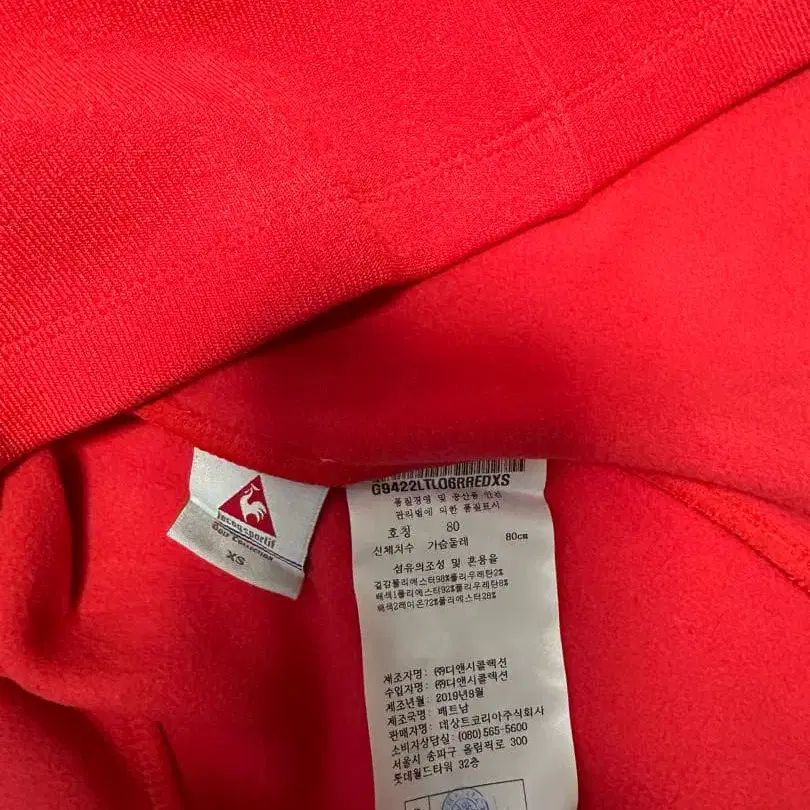 le coq sportif
Golf Collection
XS
G9422LTL06RREDXS
품질경영 및 공산품 안전
관리법에 의한 품질표시
호칭 80
신체치수 가슴둘레 80cm
섬유의조성 및 혼용율
겉감폴리에스터98%폴리우레탄2%
배색1폴리에스터92%폴리우레탄8%
배색2레이온72%폴리에스터28%
제조자명: ㈜디앤시콜렉션
수입자명: ㈜디앤시콜렉션
제조년월: 2019년9월
제조국명: 베트남
판매자명: 데상트코리아주식회사
소비자상담실: (080) 565-5600
서울시 송파구 올림픽로 300
롯데월드타워 32층